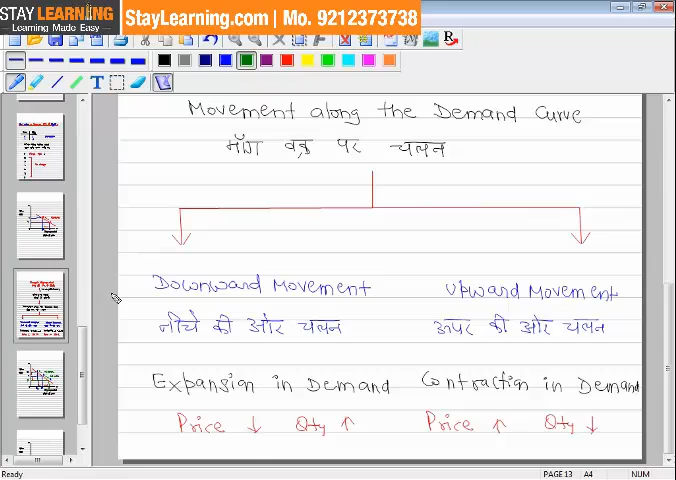 STAY LEARNING
Learning Made Easy
StayLearning.com | Mo. 9212373738
Movement along the Demand Curve
माँग वक्र पर चलन
Downward Movement
Upward Movement
नीचे की ओर चलन
ऊपर की ओर चलन
Expansion in Demand
Contraction in Demand
Price ↓ Qty ↑
Price ↑ Qty ↓
Ready
PAGE 13 A4
NUM